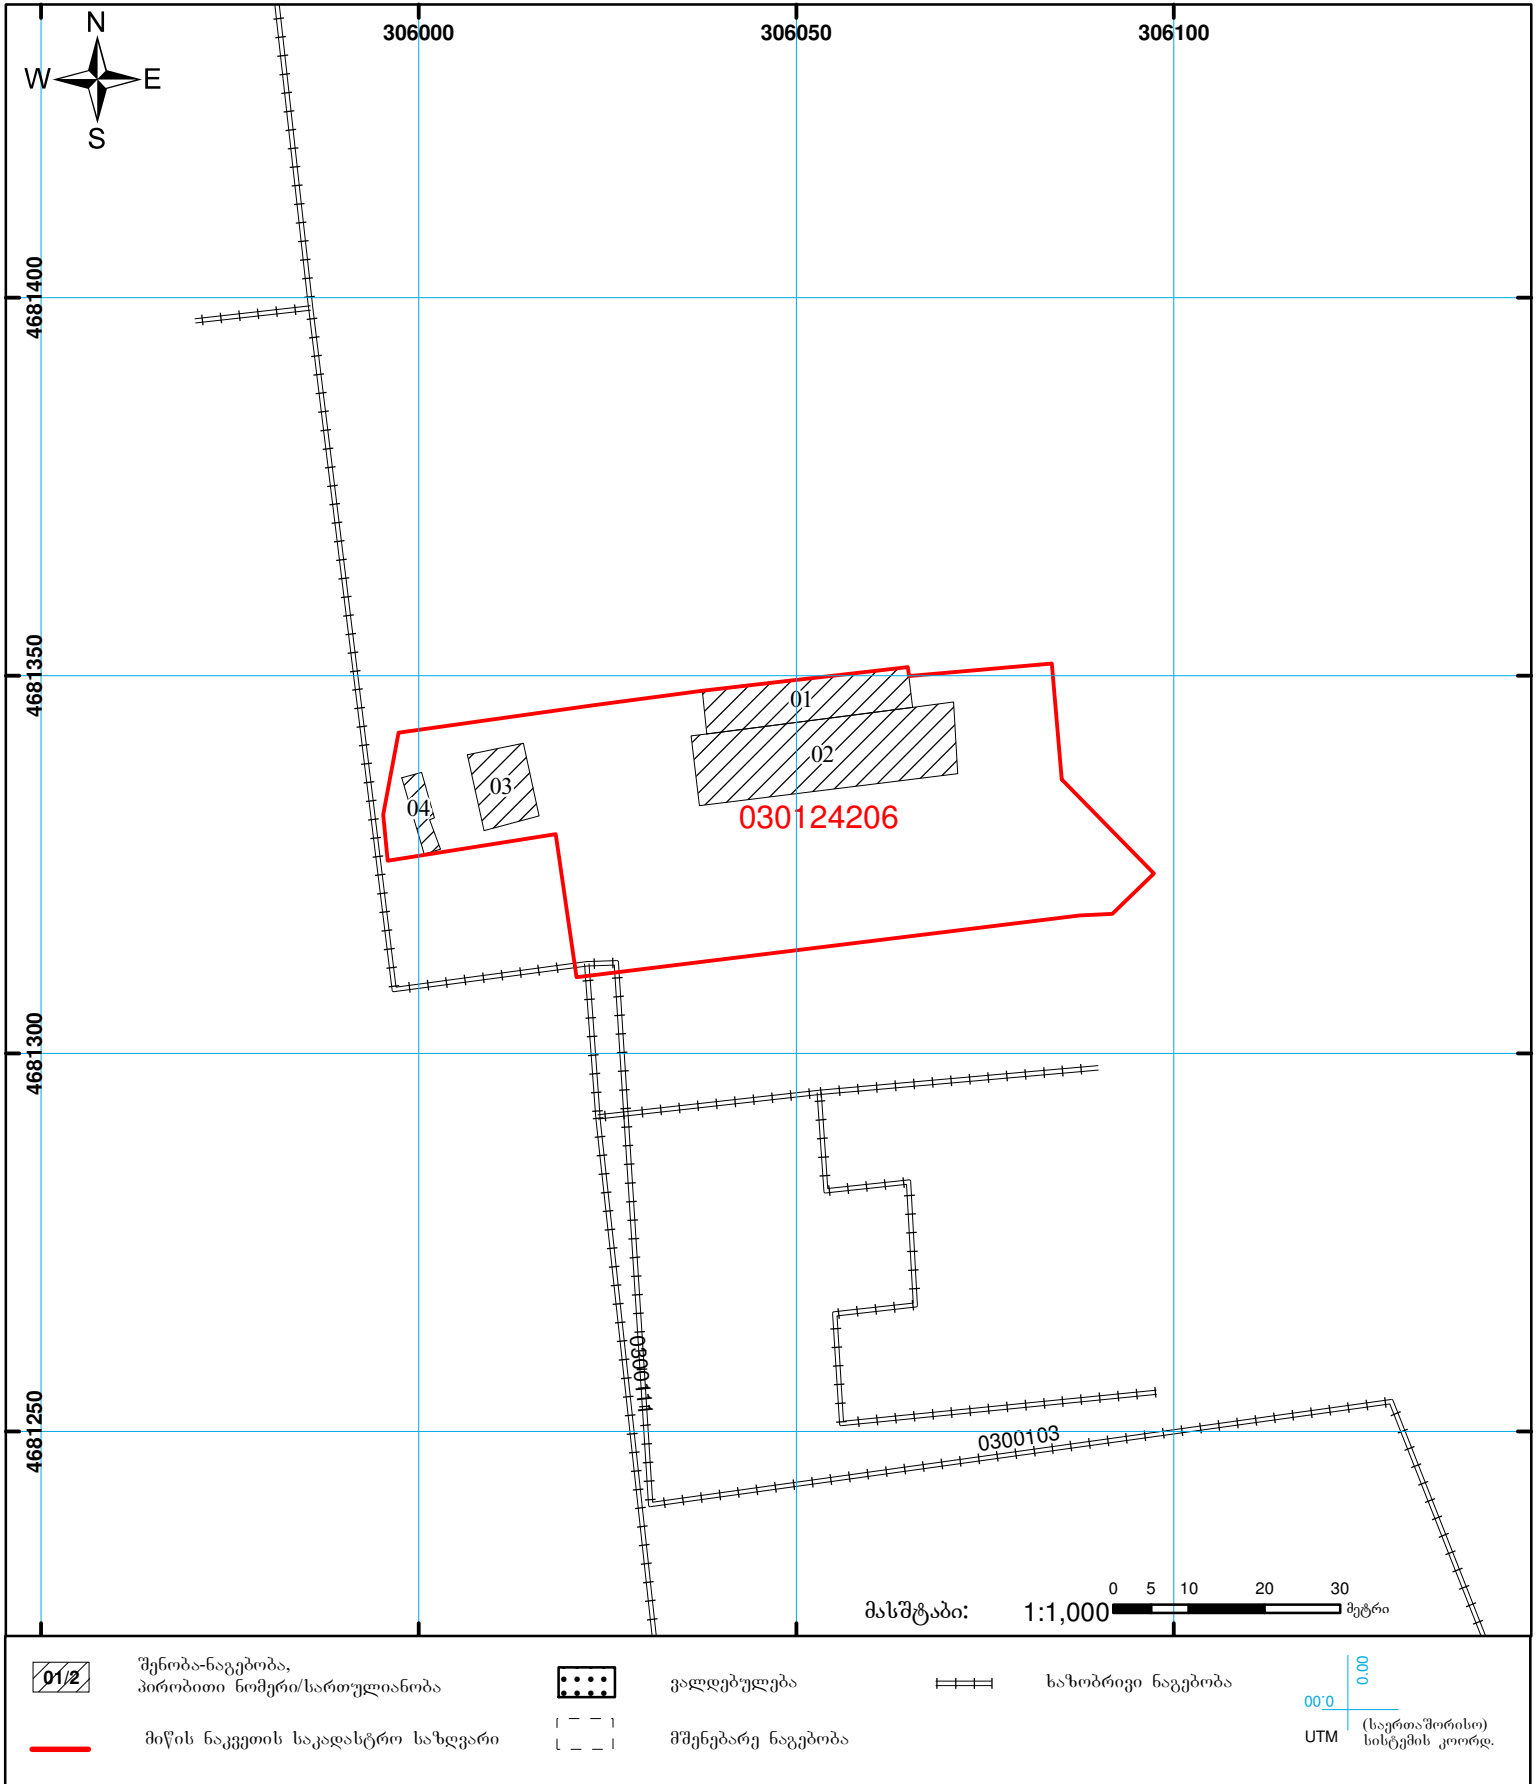 306000
306050
306100
N
W
E
S
4681400
4681350
4681300
4681250
01
02
03
04
030124206
0300111
0300103
მასშტაბი:
1:1,000
0 5 10 20 30
მეტრი
01/2
შენობა-ნაგებობა,
პირობითი ნომერი/სართულიანობა
ვალდებულება
ხაზობრივი ნაგებობა
მიწის ნაკვეთის საკადასტრო საზღვარი
მშენებარე ნაგებობა
00.0
0.00
UTM
(საერთაშორისო)
სისტემის კოორდ.